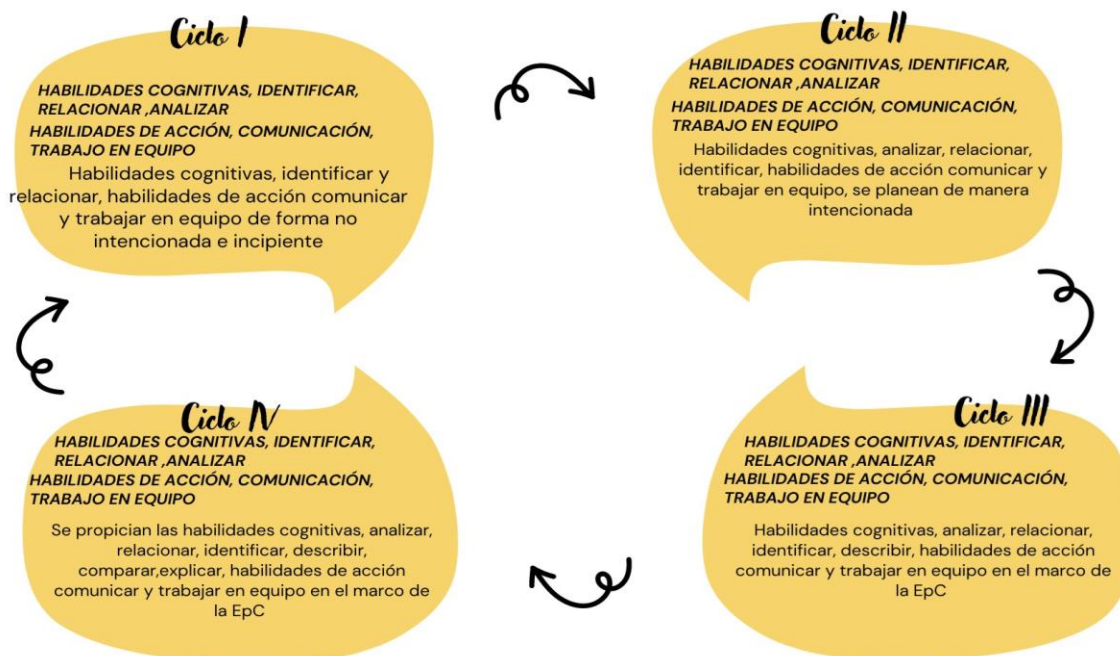 Ciclo I
HABILIDADES COGNITIVAS, IDENTIFICAR,
RELACIONAR ,ANALIZAR
HABILIDADES DE ACCIÓN, COMUNICACIÓN,
TRABAJO EN EQUIPO
Habilidades cognitivas, identificar y
relacionar, habilidades de acción comunicar
y trabajar en equipo de forma no
intencionada e incipiente
Ciclo II
HABILIDADES COGNITIVAS, IDENTIFICAR,
RELACIONAR ,ANALIZAR
HABILIDADES DE ACCIÓN, COMUNICACIÓN,
TRABAJO EN EQUIPO
Habilidades cognitivas, analizar, relacionar,
identificar, habilidades de acción comunicar y
trabajar en equipo, se planean de manera
intencionada
Ciclo III
HABILIDADES COGNITIVAS, IDENTIFICAR,
RELACIONAR ,ANALIZAR
HABILIDADES DE ACCIÓN, COMUNICACIÓN,
TRABAJO EN EQUIPO
Habilidades cognitivas, analizar, relacionar,
identificar, describir, habilidades de acción
comunicar y trabajar en equipo en el marco de
la EpC
Ciclo IV
HABILIDADES COGNITIVAS, IDENTIFICAR,
RELACIONAR ,ANALIZAR
HABILIDADES DE ACCIÓN, COMUNICACIÓN,
TRABAJO EN EQUIPO
Se propician las habilidades cognitivas, analizar,
relacionar, identificar, describir,
comparar,explicar, habilidades de acción
comunicar y trabajar en equipo en el marco de
la EpC